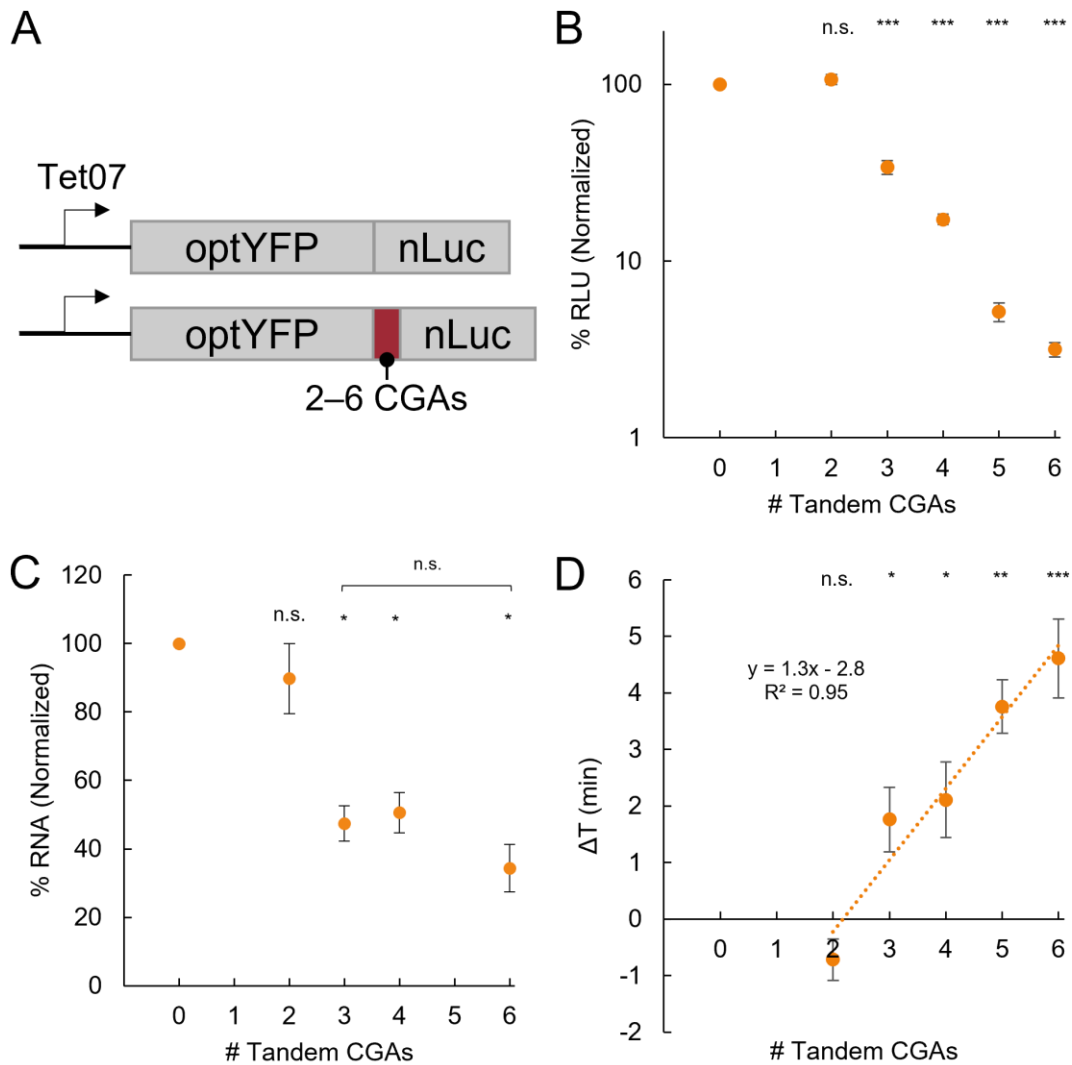 A
Tet07
optYFP nLuc
optYFP nLuc
2–6 CGAs
B
n.s. *** *** *** ***
% RLU (Normalized)
100
10
1
0 1 2 3 4 5 6
# Tandem CGAs
C
n.s.
n.s. * * *
% RNA (Normalized)
120
100
80
60
40
20
0
0 1 2 3 4 5 6
# Tandem CGAs
D
n.s. * * ** ***
y = 1.3x - 2.8
R² = 0.95
ΔT (min)
6
5
4
3
2
1
0
-1
-2
0 1 2 3 4 5 6
# Tandem CGAs